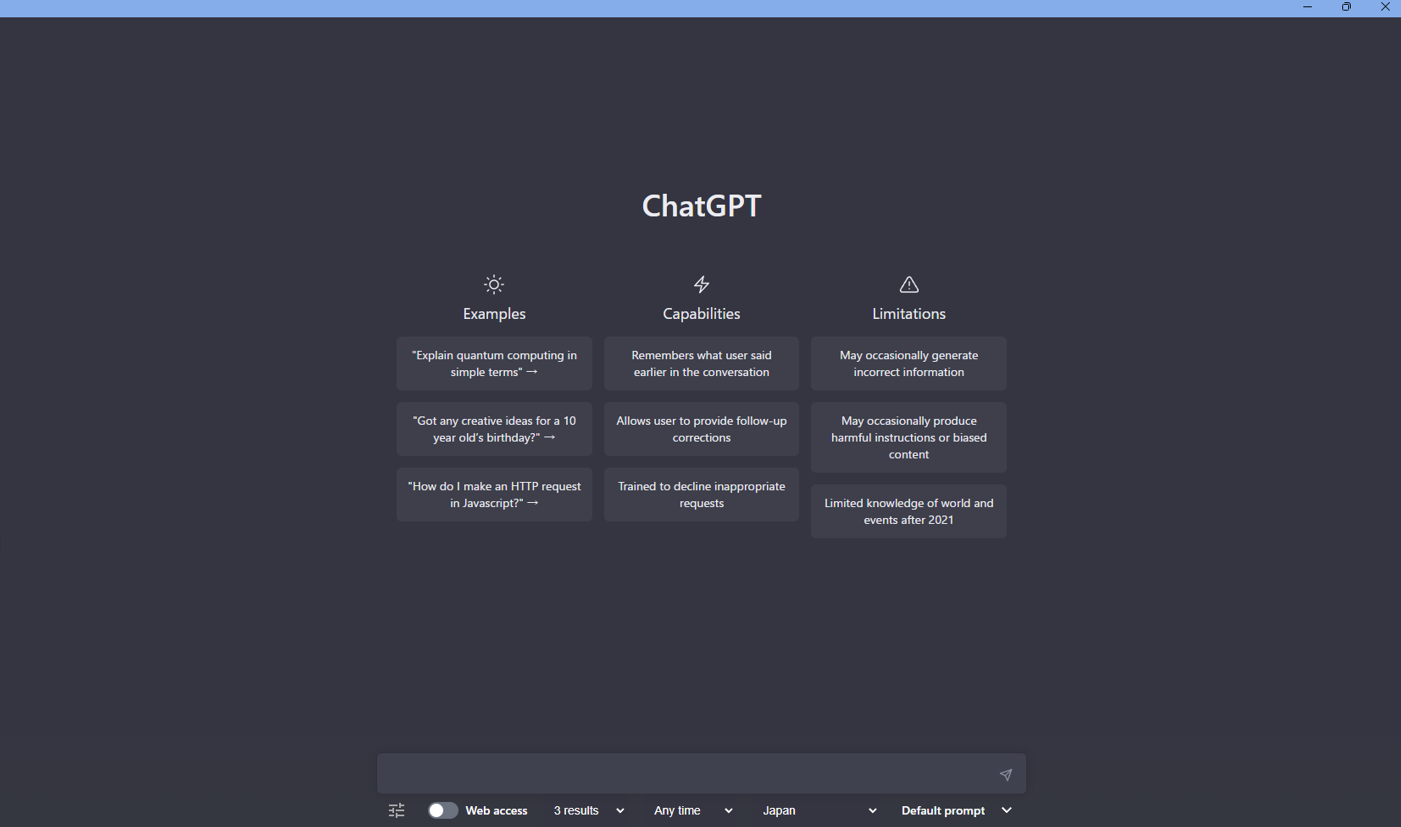 ChatGPT
Examples
"Explain quantum computing in
simple terms" →
"Got any creative ideas for a 10
year old's birthday?" →
"How do I make an HTTP request
in Javascript?" →
Capabilities
Remembers what user said
earlier in the conversation
Allows user to provide follow-up
corrections
Trained to decline inappropriate
requests
Limitations
May occasionally generate
incorrect information
May occasionally produce
harmful instructions or biased
content
Limited knowledge of world and
events after 2021
Web access 3 results Any time Japan Default prompt